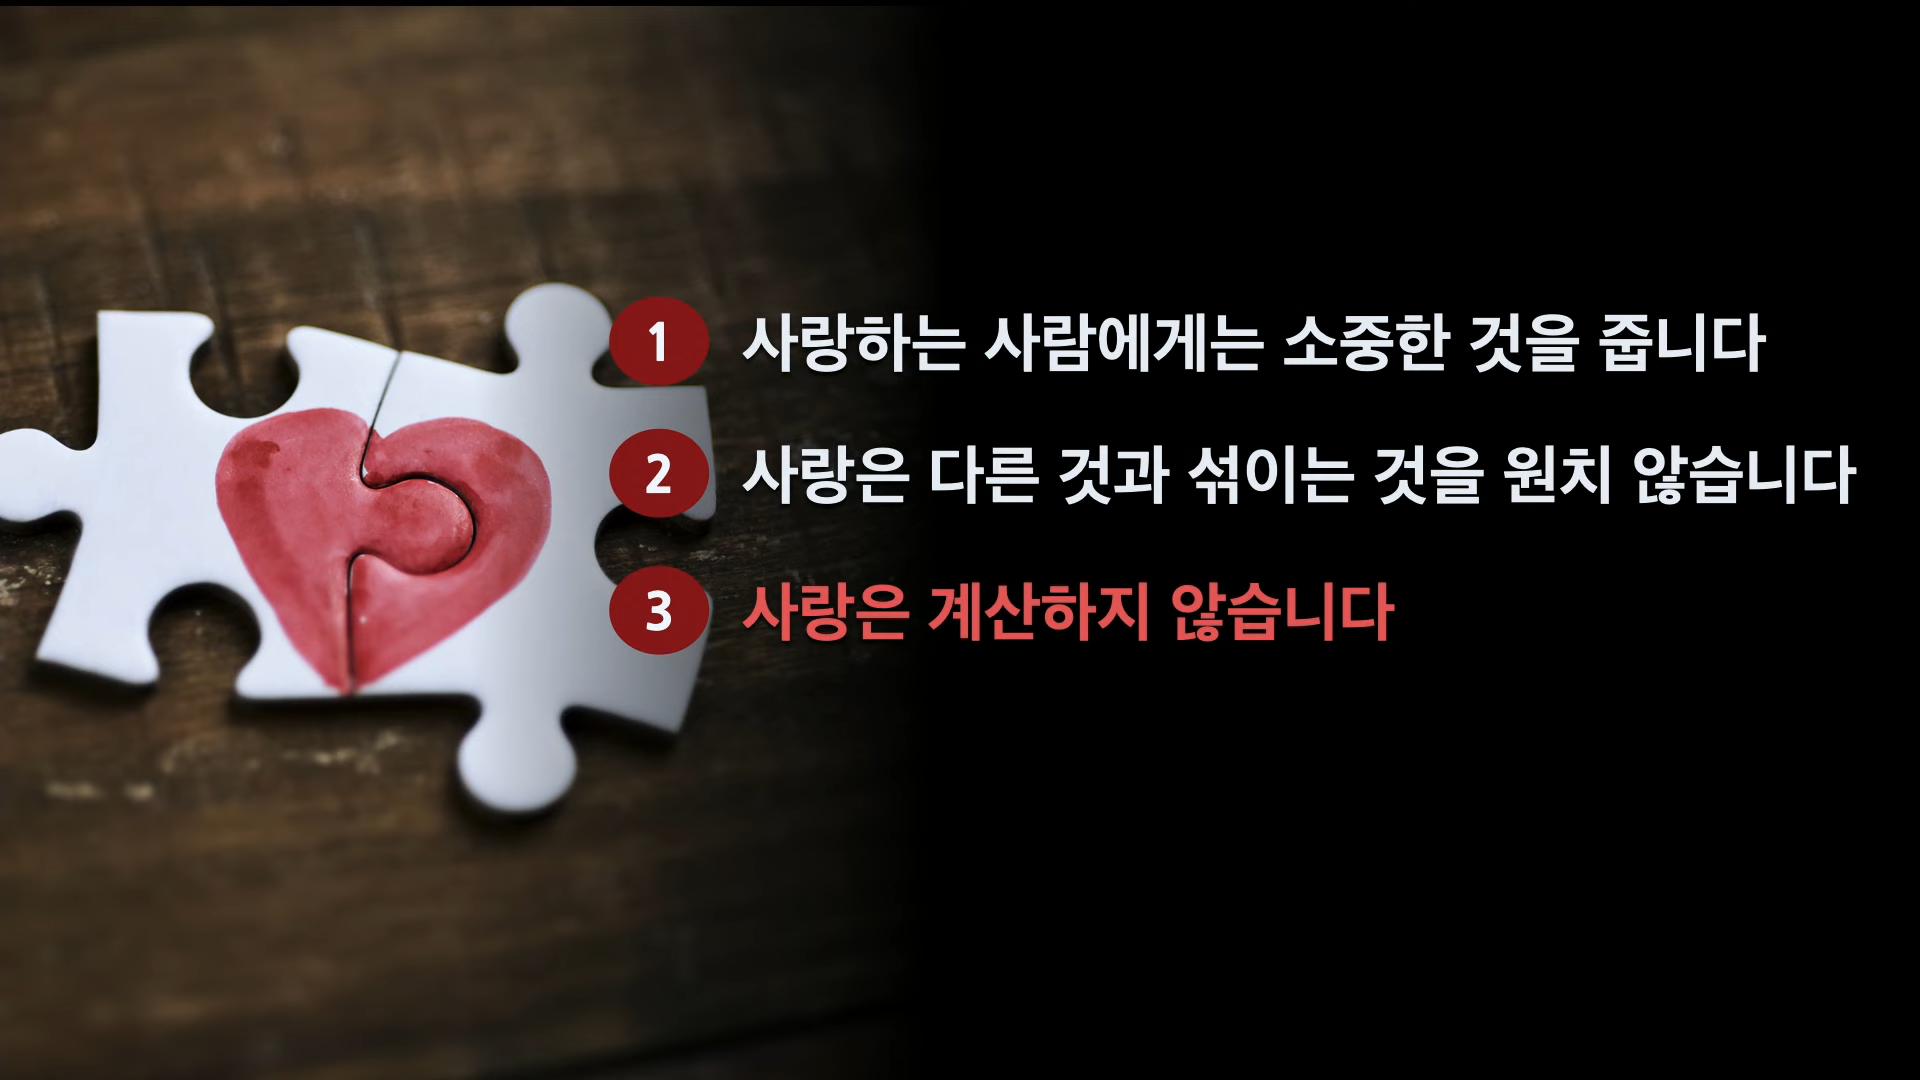 1 사랑하는 사람에게는 소중한 것을 줍니다
2 사랑은 다른 것과 섞이는 것을 원치 않습니다
3 사랑은 계산하지 않습니다